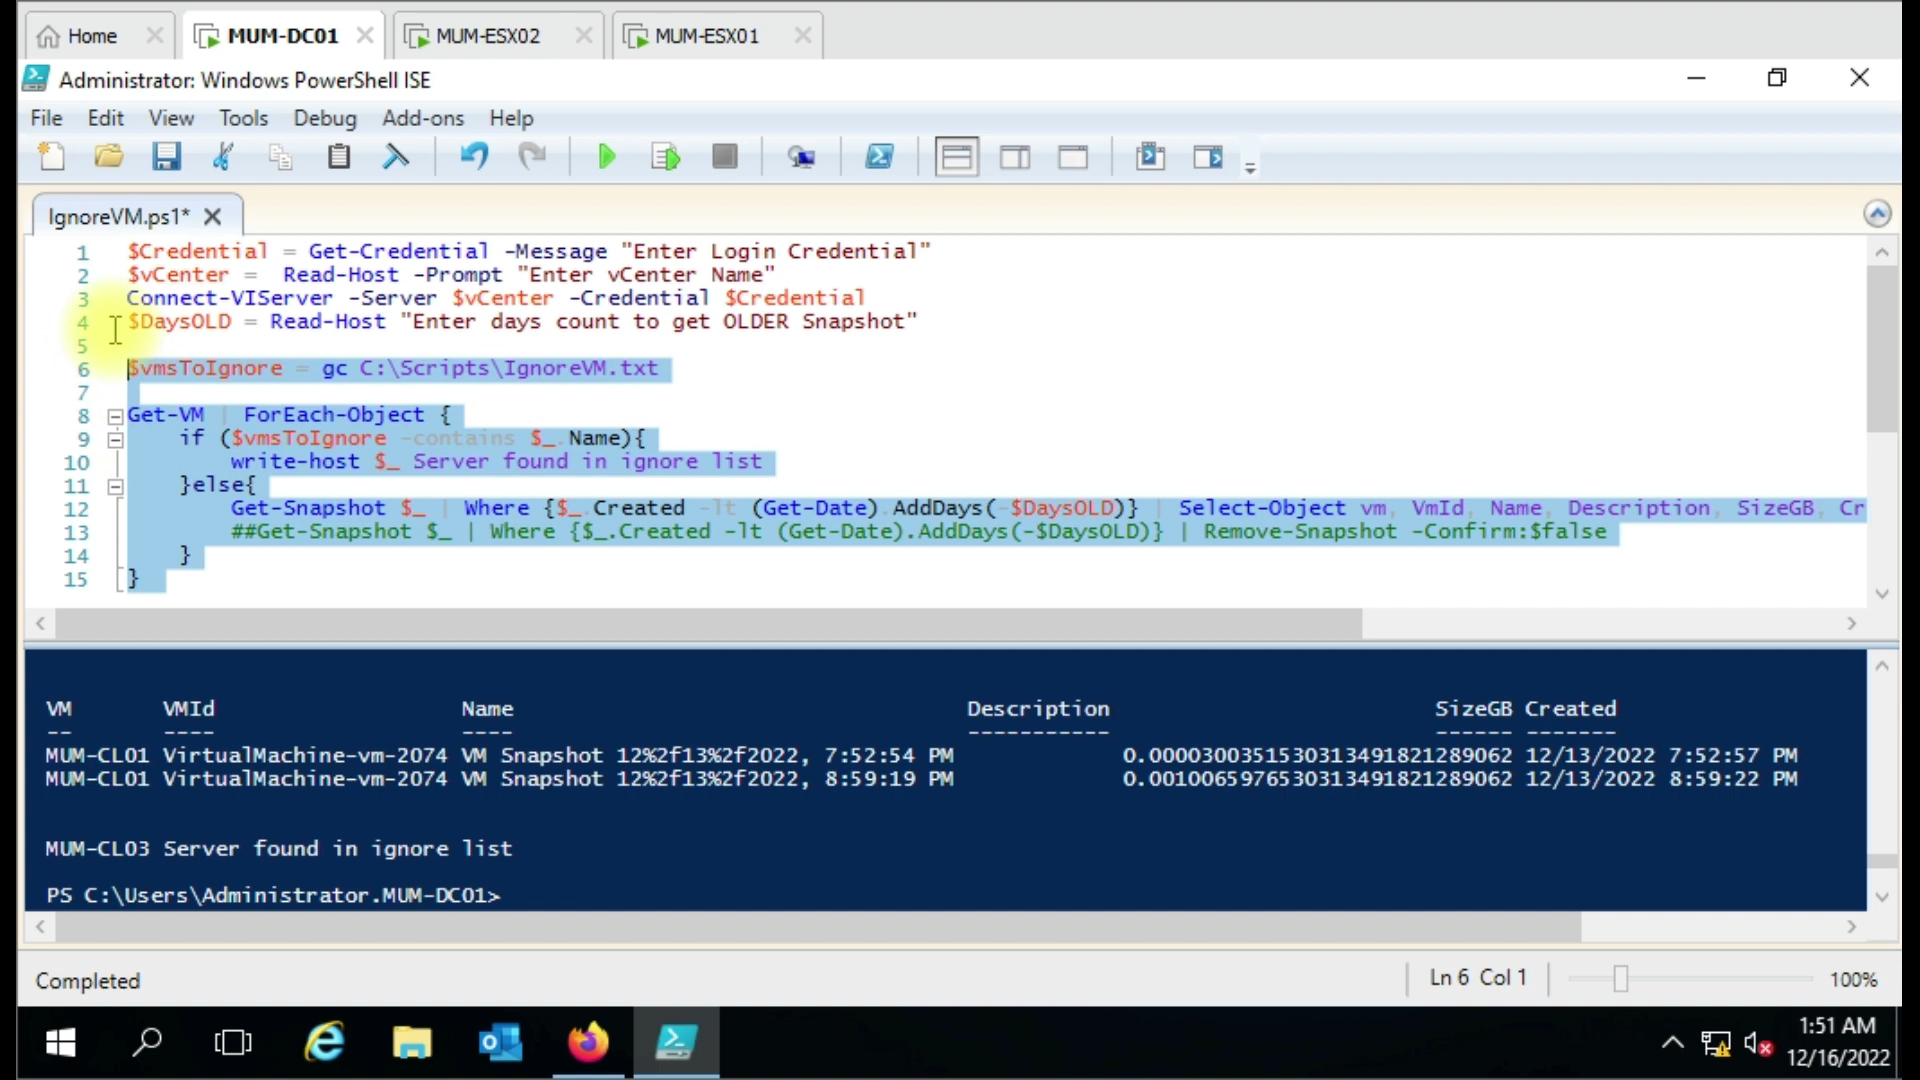 Home
MUM-DC01
MUM-ESX02
MUM-ESX01
Administrator: Windows PowerShell ISE
File Edit View Tools Debug Add-ons Help
IgnoreVM.ps1*
1 $Credential = Get-Credential -Message "Enter Login Credential"
2 $vCenter = Read-Host -Prompt "Enter vCenter Name"
3 Connect-VIServer -Server $vCenter -Credential $Credential
4 $DaysOLD = Read-Host "Enter days count to get OLDER Snapshot"
5
6 $vmsToIgnore = gc C:\Scripts\IgnoreVM.txt
7
8 Get-VM | ForEach-Object {
9 if ($vmsToIgnore -contains $_.Name){
10 write-host $_ Server found in ignore list
11 }else{
12 Get-Snapshot $_ | Where {$_.Created -lt (Get-Date).AddDays(-$DaysOLD)} | Select-Object vm, VmId, Name, Description, SizeGB, Cr
13 ##Get-Snapshot $_ | Where {$_.Created -lt (Get-Date).AddDays(-$DaysOLD)} | Remove-Snapshot -Confirm:$false
14 }
15 }
VM VMId Name Description SizeGB Created
-- ---- ---- ----------- ------ -------
MUM-CL01 VirtualMachine-vm-2074 VM Snapshot 12%2f13%2f2022, 7:52:54 PM 0.0000300351530313491821289062 12/13/2022 7:52:57 PM
MUM-CL01 VirtualMachine-vm-2074 VM Snapshot 12%2f13%2f2022, 8:59:19 PM 0.0010065976530313491821289062 12/13/2022 8:59:22 PM
MUM-CL03 Server found in ignore list
PS C:\Users\Administrator.MUM-DC01>
Completed
Ln 6 Col 1
100%
1:51 AM
12/16/2022